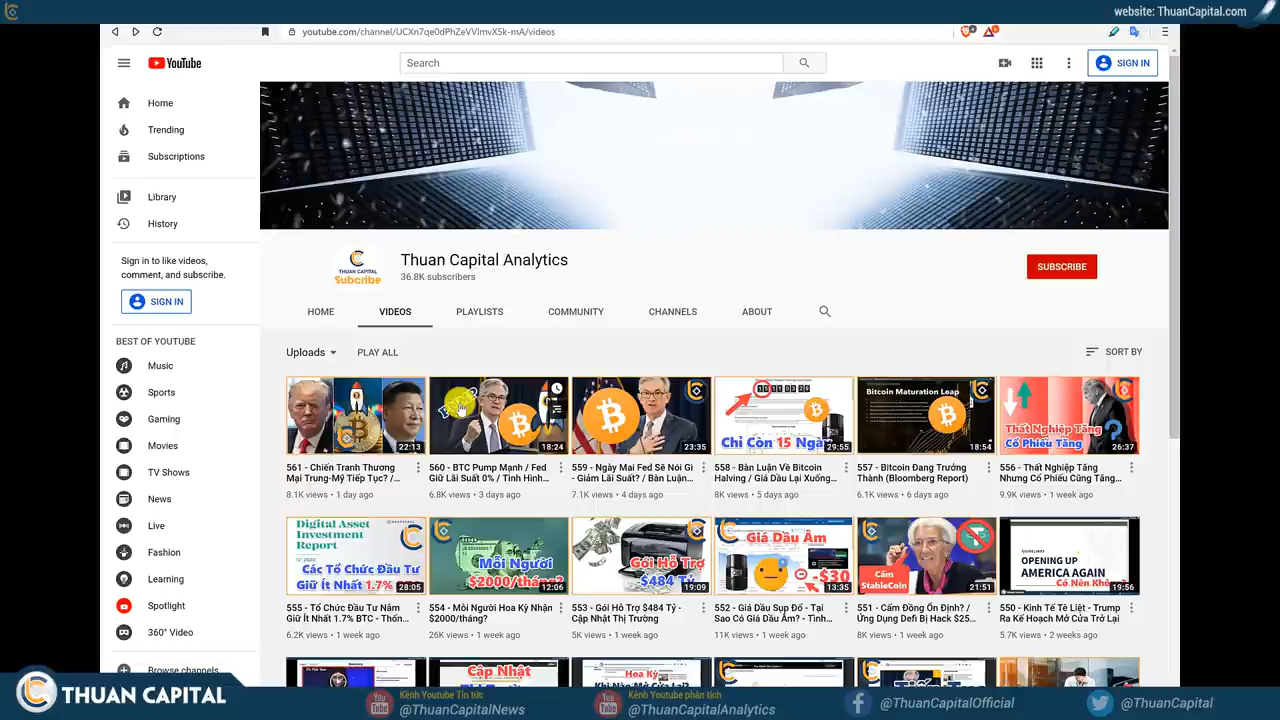 website: ThuanCapital.com
youtube.com/channel/UCXn7qe0dPhZeVVlmvX5k-mA/videos
YouTube
Search
SIGN IN
Home
Trending
Subscriptions
Library
History
Sign in to like videos,
comment, and subscribe.
SIGN IN
BEST OF YOUTUBE
Music
Sports
Gaming
Movies
TV Shows
News
Live
Fashion
Learning
Spotlight
360° Video
Browse channels
THUAN CAPITAL
Subcribe
Thuan Capital Analytics
36.8K subscribers
SUBSCRIBE
HOME VIDEOS PLAYLISTS COMMUNITY CHANNELS ABOUT
Uploads PLAY ALL SORT BY
22:13
18:24
23:35
Chỉ Còn 15 Ngày
29:55
Bitcoin Maturation Leap
18:54
Thất Nghiệp Tăng
Cổ Phiếu Tăng
26:37
561 - Chiến Tranh Thương
Mại Trung-Mỹ Tiếp Tục? /...
8.1K views • 1 day ago
560 - BTC Pump Mạnh / Fed
Giữ Lãi Suất 0% / Tình Hình...
6.8K views • 3 days ago
559 - Ngày Mai Fed Sẽ Nói Gì
- Giảm Lãi Suất? / Bàn Luận...
7.1K views • 4 days ago
558 - Bàn Luận Về Bitcoin
Halving / Giá Dầu Lại Xuống...
8K views • 5 days ago
557 - Bitcoin Đang Trưởng
Thành (Bloomberg Report)
6.1K views • 6 days ago
556 - Thất Nghiệp Tăng
Nhưng Cổ Phiếu Cũng Tăng...
9.9K views • 1 week ago
Digital Asset
Investment
Report
Các Tổ Chức Đầu Tư
Giữ Ít Nhất 1.7%
28:05
Mỗi Người
$2000/tháng?
12:06
Gói Hỗ Trợ
$484 Tỷ
19:09
Giá Dầu Âm
-$30
13:35
Cấm
StableCoin
21:51
OPENING UP
AMERICA AGAIN
Có Nên Không
19:56
555 - Tổ Chức Đầu Tư Nắm
Giữ Ít Nhất 1.7% BTC - Thốn...
6.2K views • 1 week ago
554 - Mỗi Người Hoa Kỳ Nhận
$2000/tháng?
26K views • 1 week ago
553 - Gói Hỗ Trợ $484 Tỷ -
Cập Nhật Thị Trường
5K views • 1 week ago
552 - Giá Dầu Sụp Đổ - Tại
Sao Có Giá Dầu Âm? - Tình...
11K views • 1 week ago
551 - Cấm Đồng Ổn Định? /
Ứng Dụng Defi Bị Hack $25...
8K views • 1 week ago
550 - Kinh Tế Tê Liệt - Trump
Ra Kế Hoạch Mở Cửa Trở Lại
5.7K views • 2 weeks ago
Cập Nhật
Hoa Kỳ
THUAN CAPITAL
Kênh Youtube Tin tức
@ThuanCapitalNews
Kênh Youtube phân tích
@ThuanCapitalAnalytics
@ThuanCapitalOfficial
@ThuanCapital